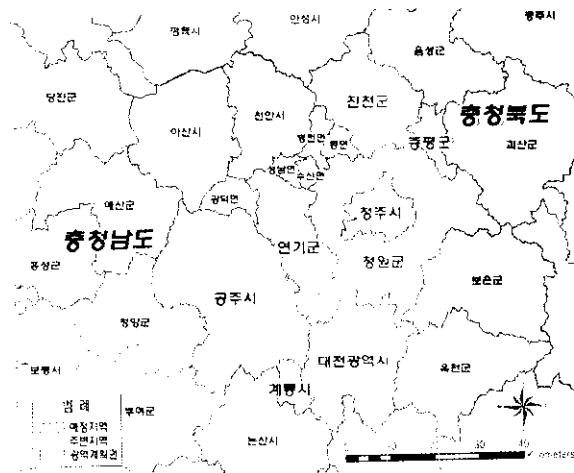 충주시
안성시
평택시
음성군
당진군
진천군
충청북도
천안시
아산시
증평군
괴산군
병천면
동면
성남면
수신면
광덕면
예산군
청주시
충청남도
연기군
홍성군
청원군
보은군
공주시
청양군
대전광역시
보령시
옥천군
계룡시
범 례
부여군
예정지역
논산시
주변지역
광역계획권